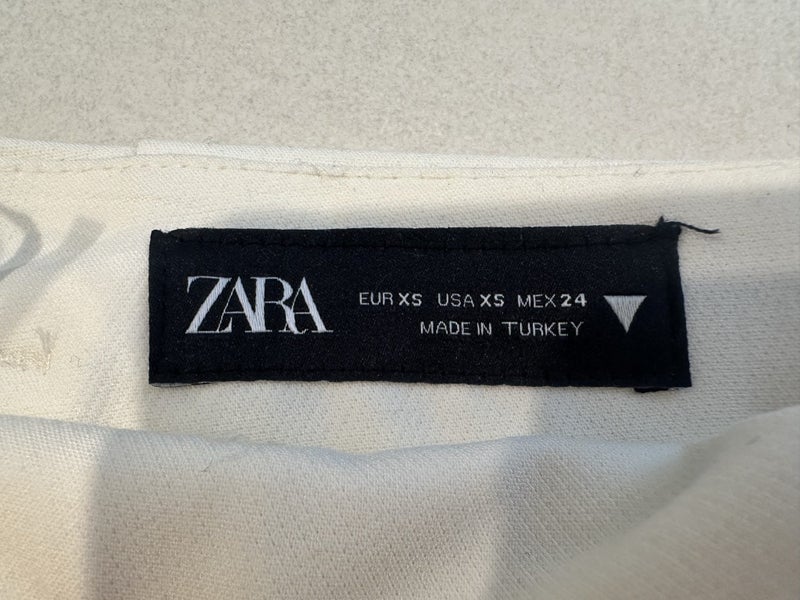 ZARA
EUR XS USA XS MEX 24
MADE IN TURKEY